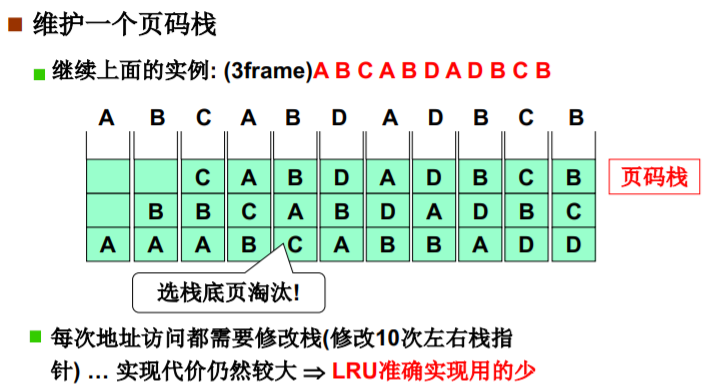 维护一个页码栈
继续上面的实例: (3frame)A B C A B D A D B C B
A B C A B D A D B C B
C A B D A D B C B 页码栈
B B C A B D A D B C
A A A B C A B B A D D
选栈底页淘汰!
每次地址访问都需要修改栈(修改10次左右栈指
针) … 实现代价仍然较大 ⇒ LRU准确实现用的少